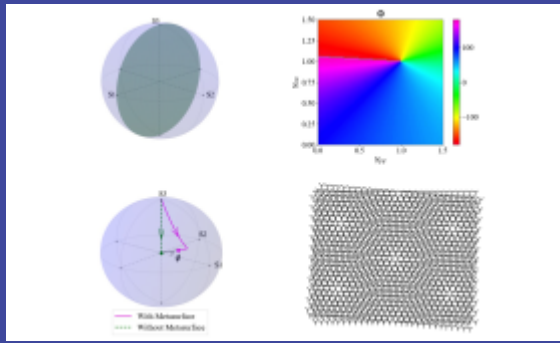 S3
S1
S2
Φ
1.50
1.25
1.00
0.75
0.50
0.25
0.00
0.0
0.5
1.0
1.5
100
0
−100
S3
S2
S1
ϕ
With Metasurface
Without Metasurface